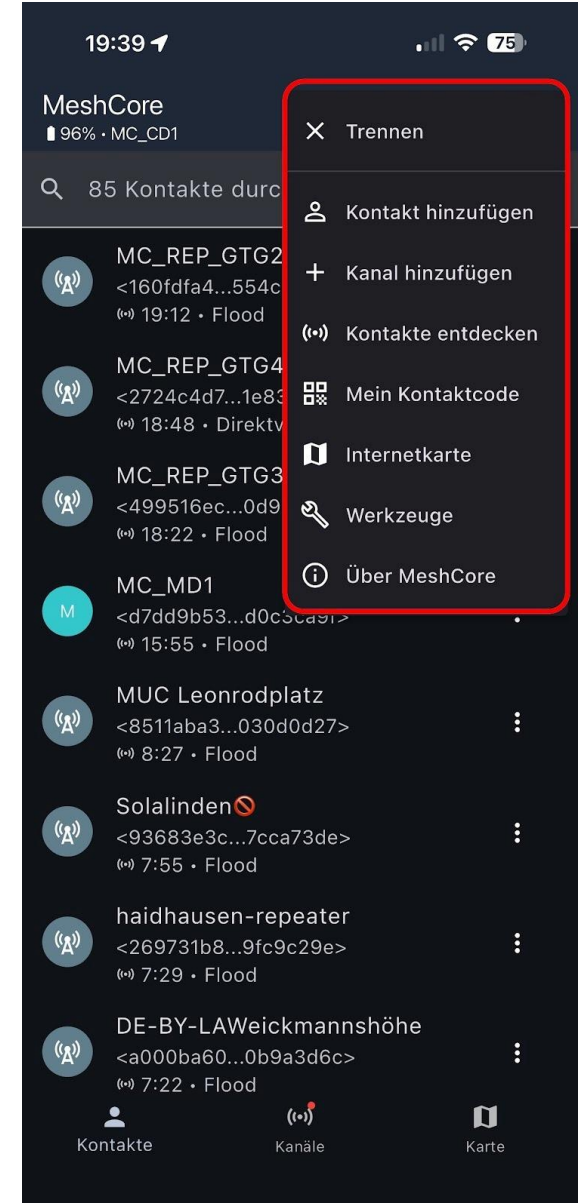 19:39
75
MeshCore
96% • MC_CD1
Trennen
85 Kontakte durc
Kontakt hinzufügen
Kanal hinzufügen
Kontakte entdecken
Mein Kontaktcode
Internetkarte
Werkzeuge
Über MeshCore
MC_REP_GTG2
<160fdfa4...554c
19:12 • Flood
MC_REP_GTG4
<2724c4d7...1e83
18:48 • Direktv
MC_REP_GTG3
<499516ec...0d9
18:22 • Flood
M
MC_MD1
<d7dd9b53...d0c3ca9f>
15:55 • Flood
MUC Leonrodplatz
<8511aba3...030d0d27>
8:27 • Flood
Solalinden🚫
<93683e3c...7cca73de>
7:55 • Flood
haidhausen-repeater
<269731b8...9fc9c29e>
7:29 • Flood
DE-BY-LAWeickmannshöhe
<a000ba60...0b9a3d6c>
7:22 • Flood
Kontakte
Kanäle
Karte